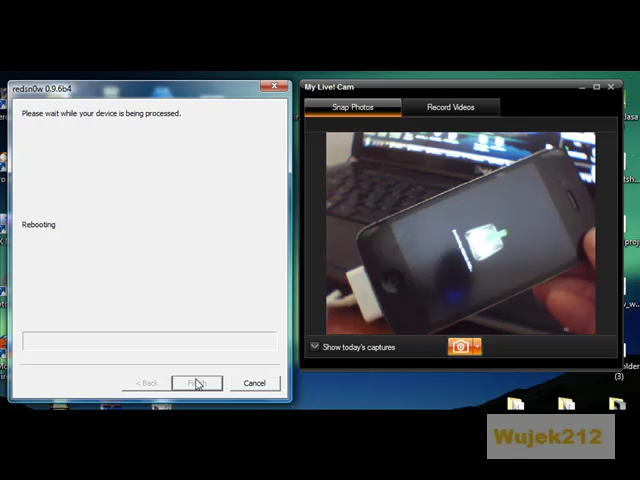 redsn0w 0.9.6b4
Please wait while your device is being processed.
Rebooting
< Back
Cancel
My Live! Cam
Snap Photos
Record Videos
Show today's captures
(3)
Wujek212